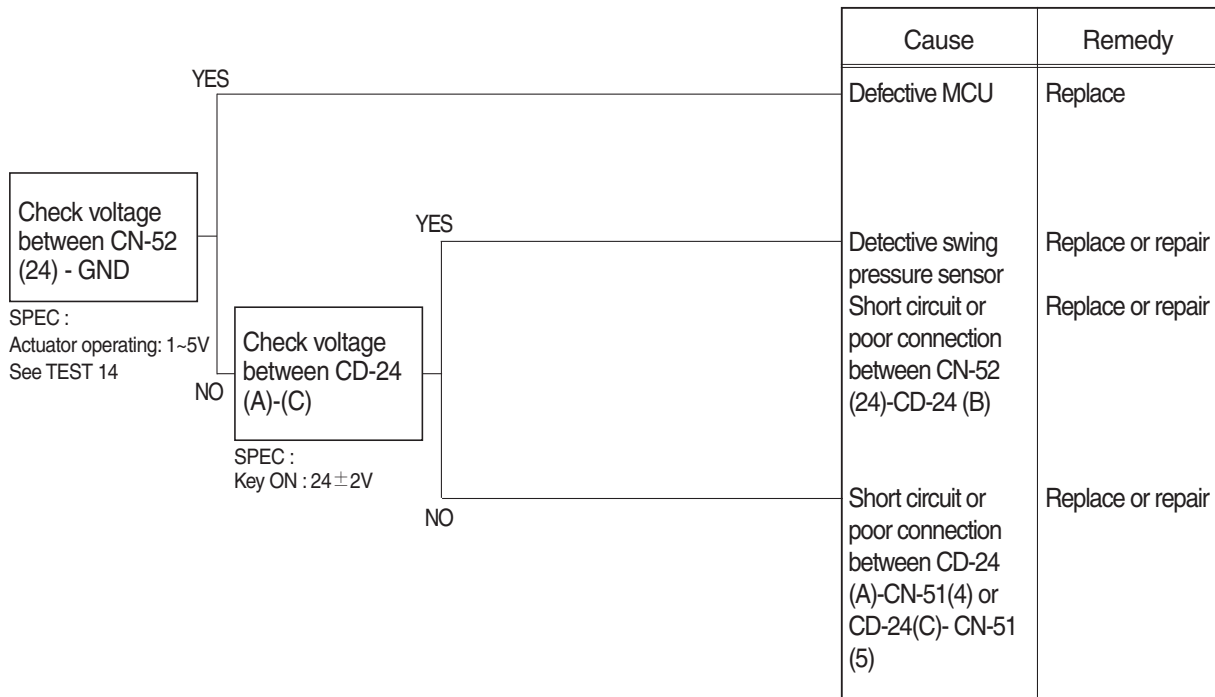 Cause
Remedy
YES
Defective MCU
Replace
Check voltage
between CN-52
(24) - GND
SPEC :
Actuator operating: 1~5V
See TEST 14
YES
Detective swing
pressure sensor
Replace or repair
Short circuit or
poor connection
between CN-52
(24)-CD-24 (B)
Replace or repair
NO
Check voltage
between CD-24
(A)-(C)
SPEC :
Key ON : 24±2V
NO
Short circuit or
poor connection
between CD-24
(A)-CN-51(4) or
CD-24(C)- CN-51
(5)
Replace or repair